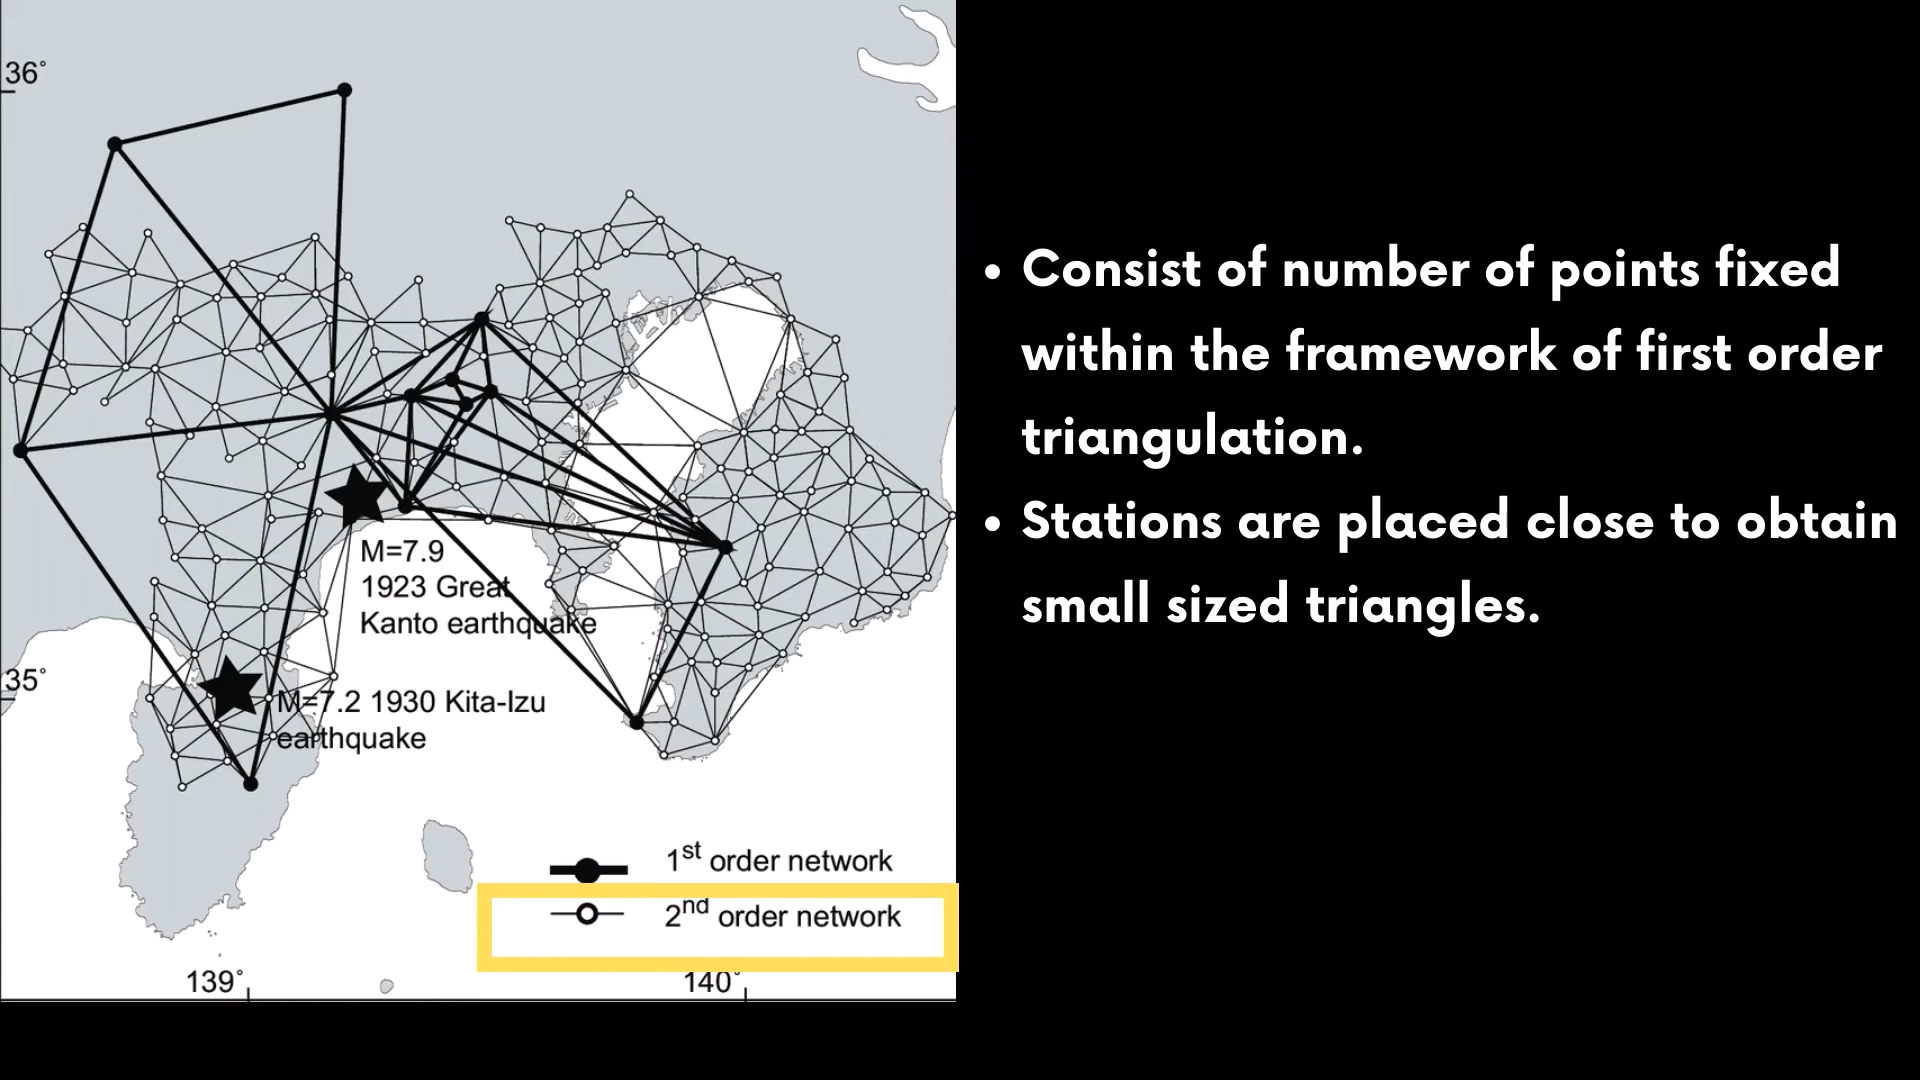 36°
M=7.9
1923 Great
Kanto earthquake
35°
M=7.2 1930 Kita-Izu
earthquake
1st order network
2nd order network
139°
140°
• Consist of number of points fixed
within the framework of first order
triangulation.
• Stations are placed close to obtain
small sized triangles.